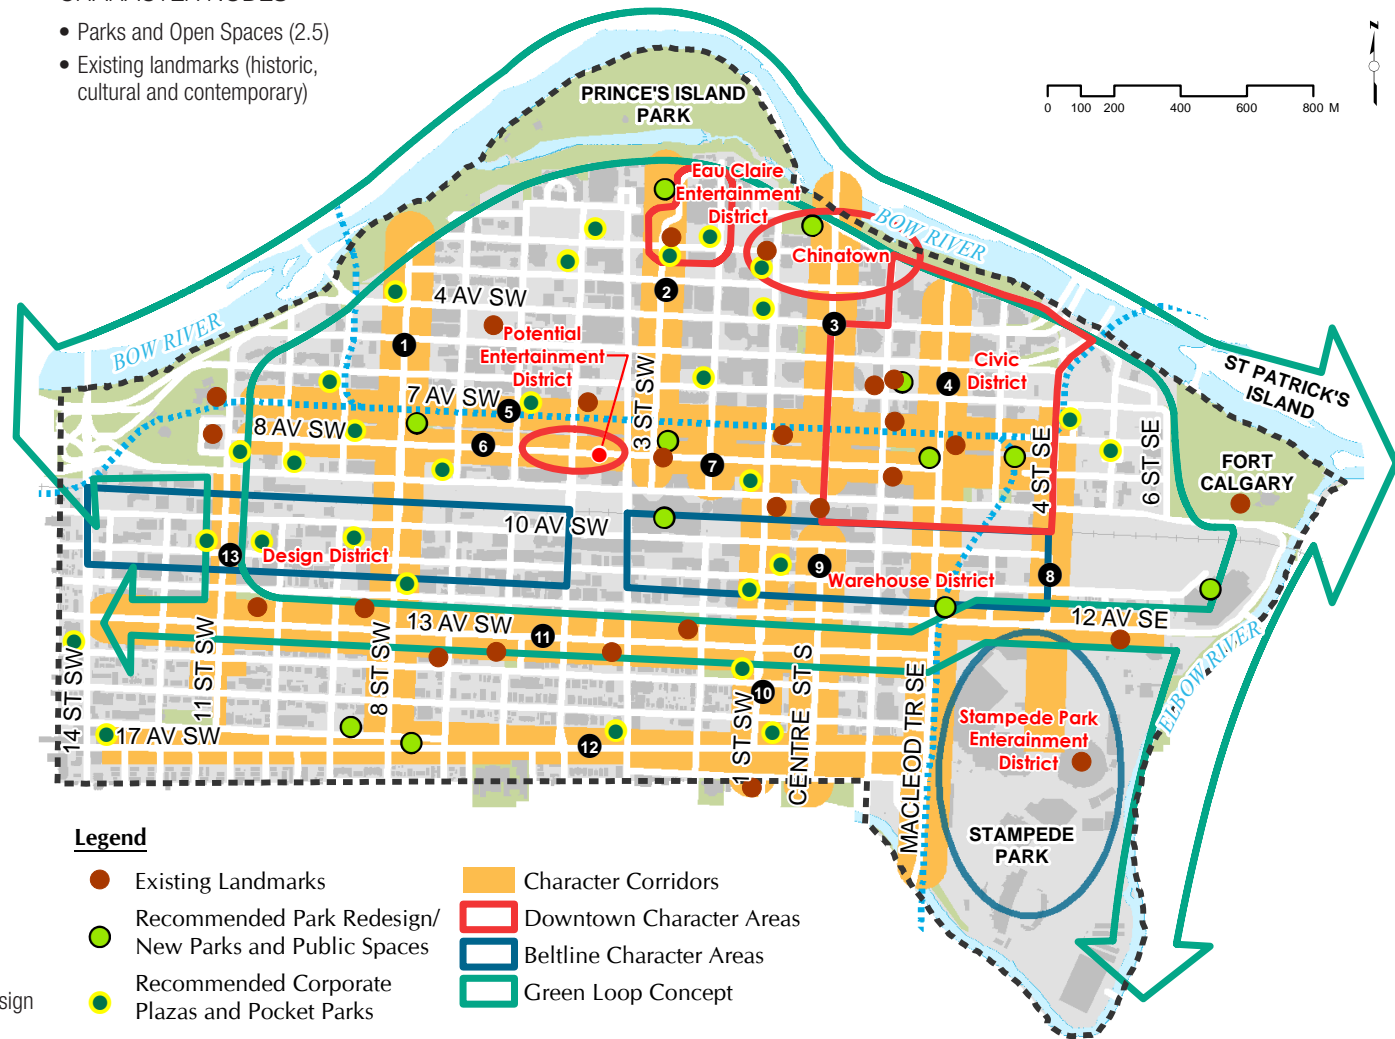 • Parks and Open Spaces (2.5)
• Existing landmarks (historic,
cultural and contemporary)
N
0 100 200 400 600 800 M
PRINCE'S ISLAND
PARK
Eau Claire
Entertainment
District
BOW RIVER
Chinatown
BOW RIVER
4 AV SW
2
3
1
Potential
Entertainment
District
3 ST SW
Civic
District
4
ST PATRICK'S
ISLAND
7 AV SW
5
8 AV SW
6
7
4 ST SE
6 ST SE
FORT
CALGARY
10 AV SW
13
Design District
9
Warehouse District
8
12 AV SE
13 AV SW
11
14 ST SW
11 ST SW
8 ST SW
10
1 ST SW
CENTRE ST S
MACLEOD TR SE
ELBOW RIVER
Stampede Park
Enterainment
District
17 AV SW
12
STAMPEDE
PARK
Legend
Existing Landmarks
Recommended Park Redesign/
New Parks and Public Spaces
Recommended Corporate
Plazas and Pocket Parks
Character Corridors
Downtown Character Areas
Beltline Character Areas
Green Loop Concept
sign